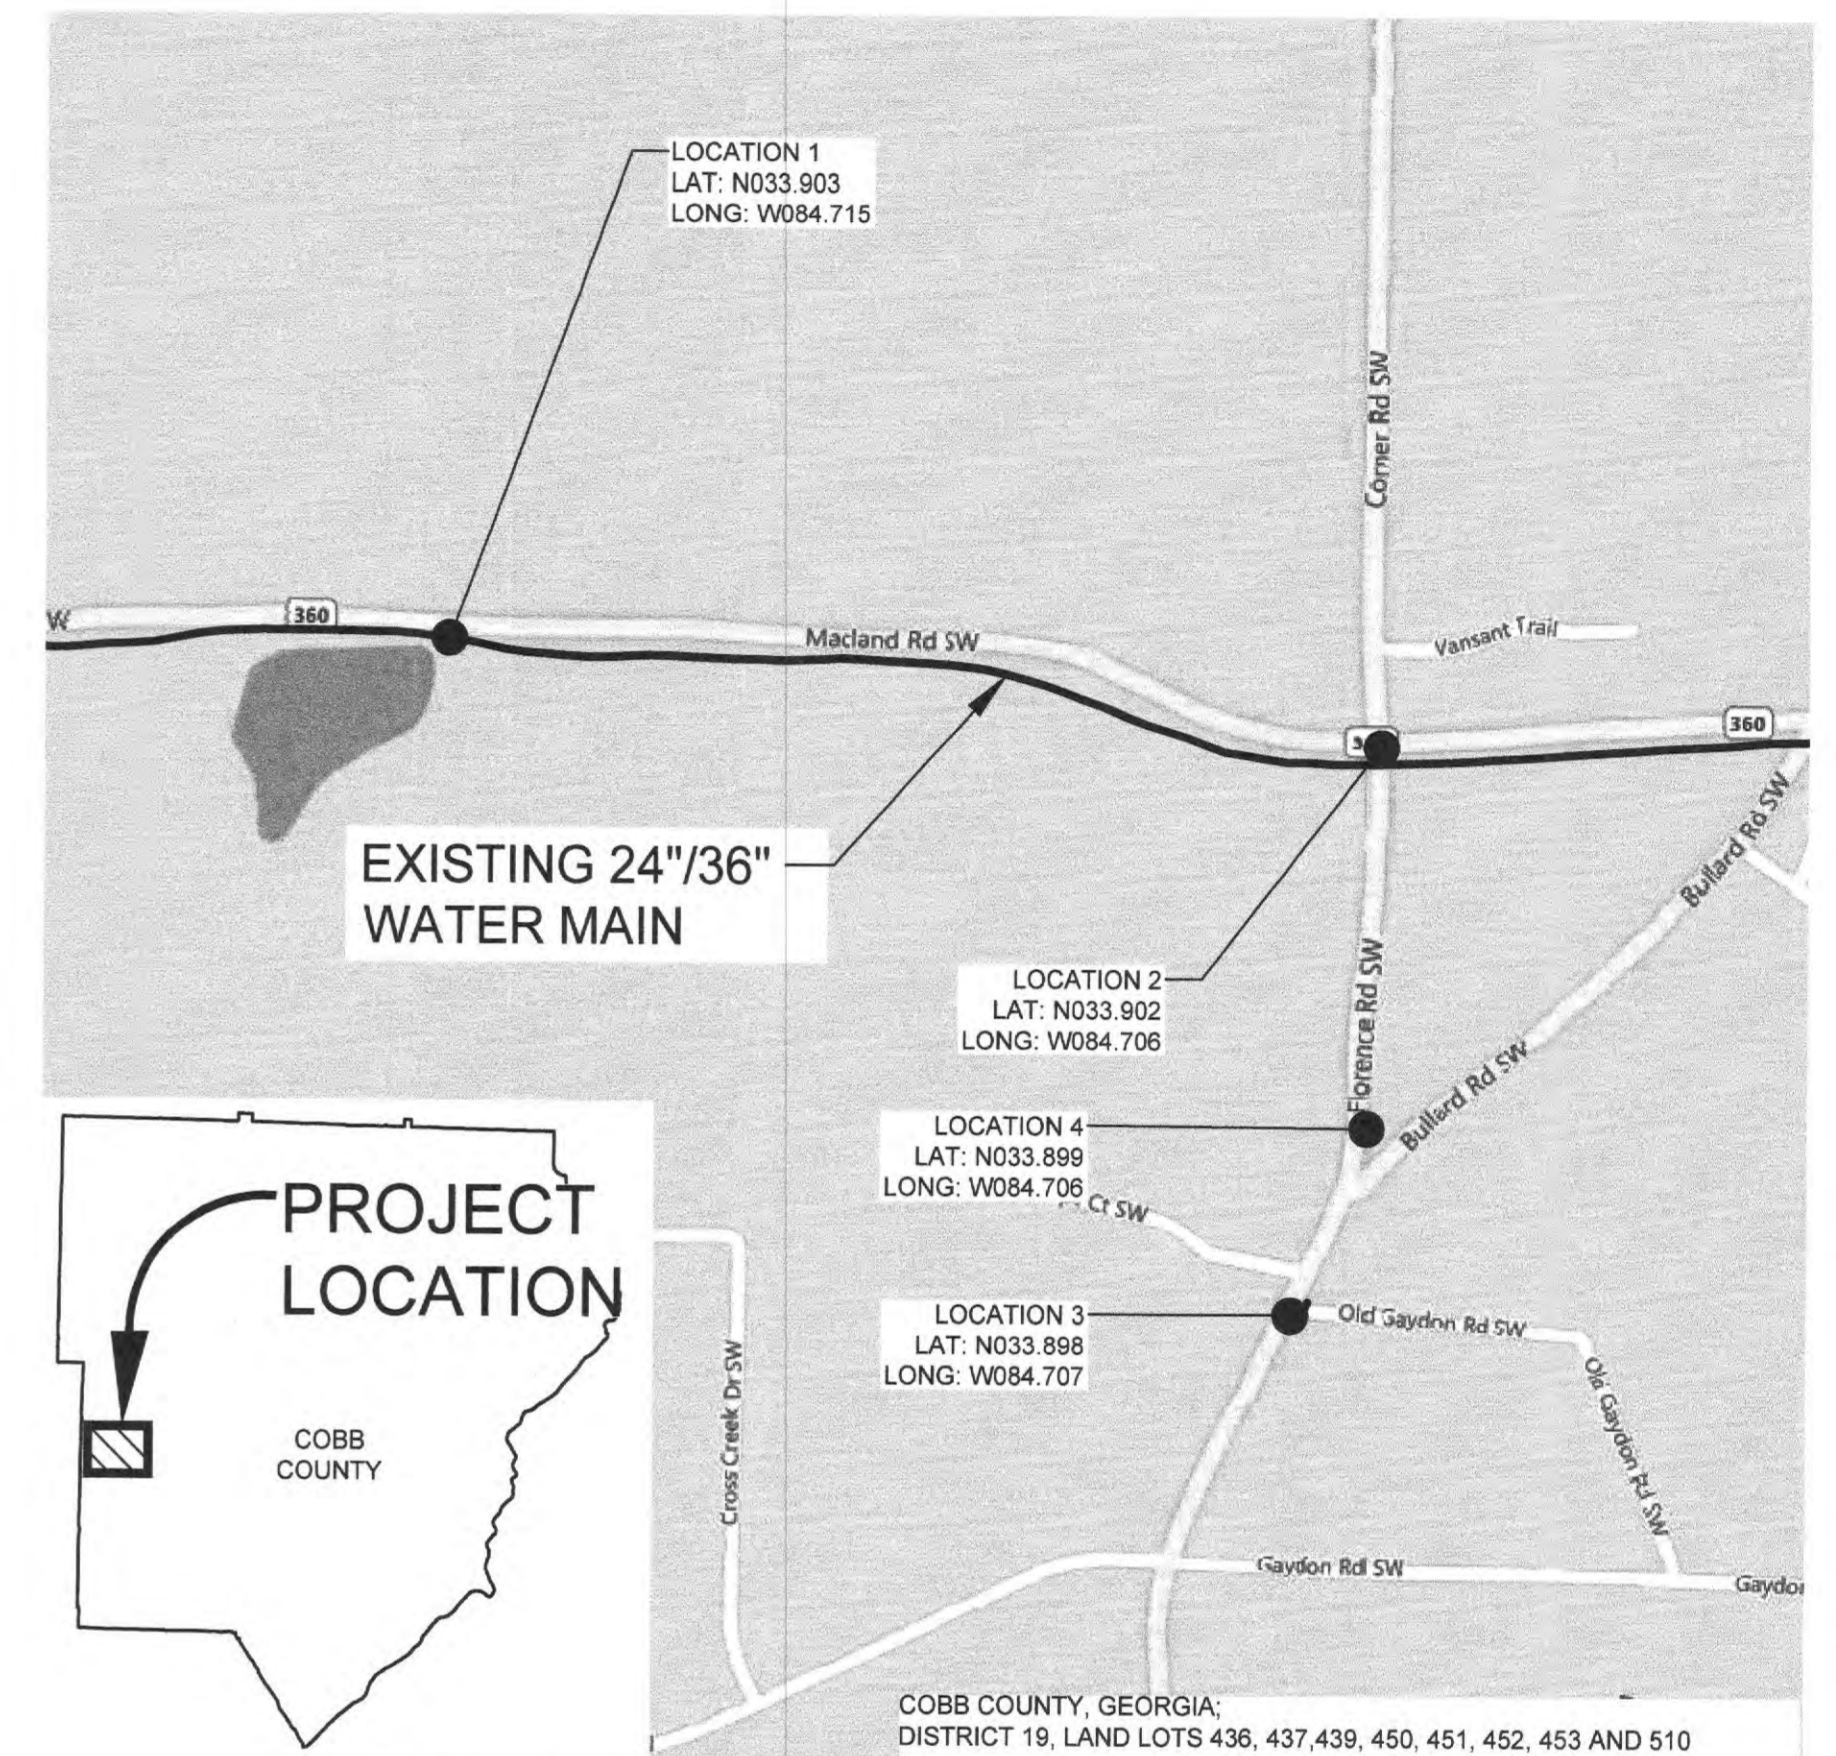 LOCATION 1
LAT: N033.903
LONG: W084.715
Corner Rd SW
W
360
Macland Rd SW
Vansant Trail
360
EXISTING 24"/36"
WATER MAIN
Bullard Rd SW
LOCATION 2
LAT: N033.902
LONG: W084.706
Florence Rd SW
Bullard Rd SW
LOCATION 4
LAT: N033.899
LONG: W084.706
Ct SW
PROJECT
LOCATION
LOCATION 3
LAT: N033.898
LONG: W084.707
Old Gaydon Rd SW
Old Gaydon Rd SW
Cross Creek Dr SW
COBB
COUNTY
Gaydon Rd SW
Gaydon
COBB COUNTY, GEORGIA;
DISTRICT 19, LAND LOTS 436, 437,439, 450, 451, 452, 453 AND 510